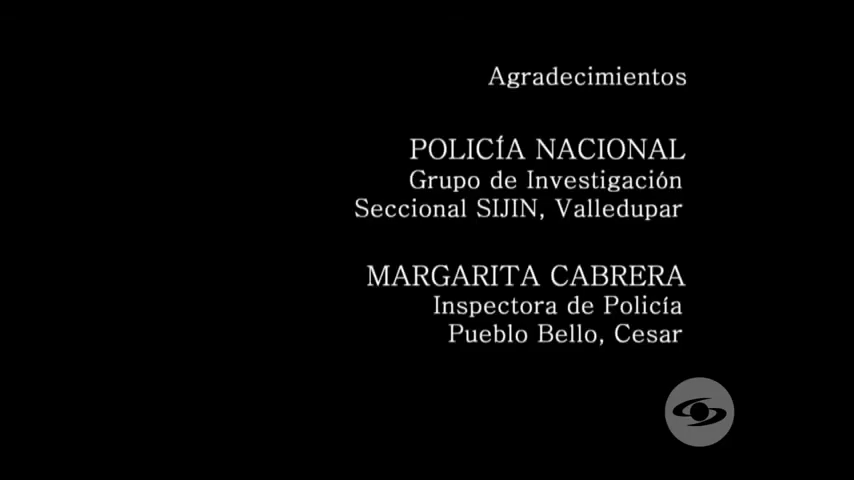 Agradecimientos
POLICÍA NACIONAL
Grupo de Investigación
Seccional SIJIN, Valledupar
MARGARITA CABRERA
Inspectora de Policía
Pueblo Bello, Cesar